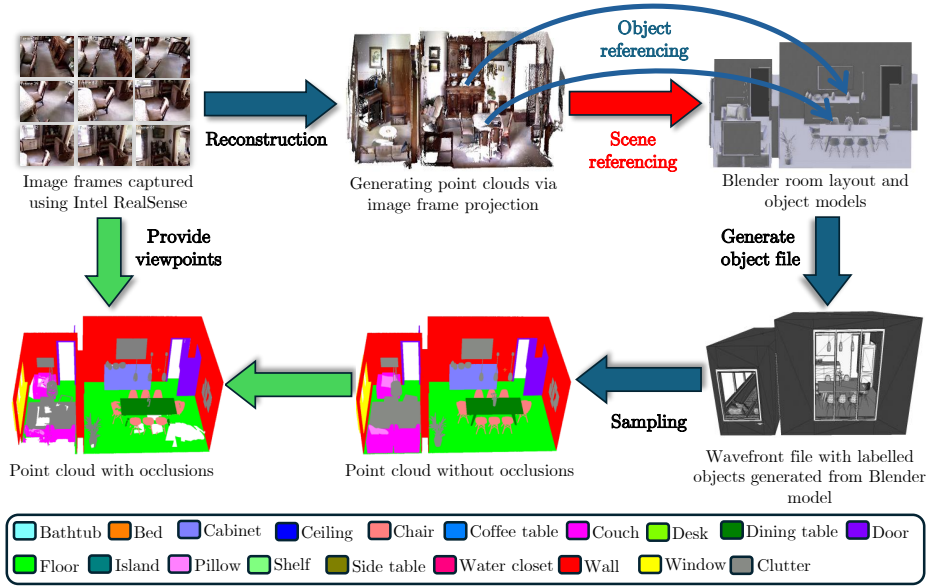 Object
referencing
Reconstruction
Scene
referencing
Image frames captured
using Intel RealSense
Generating point clouds via
image frame projection
Blender room layout and
object models
Provide
viewpoints
Generate
object file
Sampling
Point cloud with occlusions
Point cloud without occlusions
Wavefront file with labelled
objects generated from Blender
model
Bathtub Bed Cabinet Ceiling Chair Coffee table Couch Desk Dining table Door
Floor Island Pillow Shelf Side table Water closet Wall Window Clutter